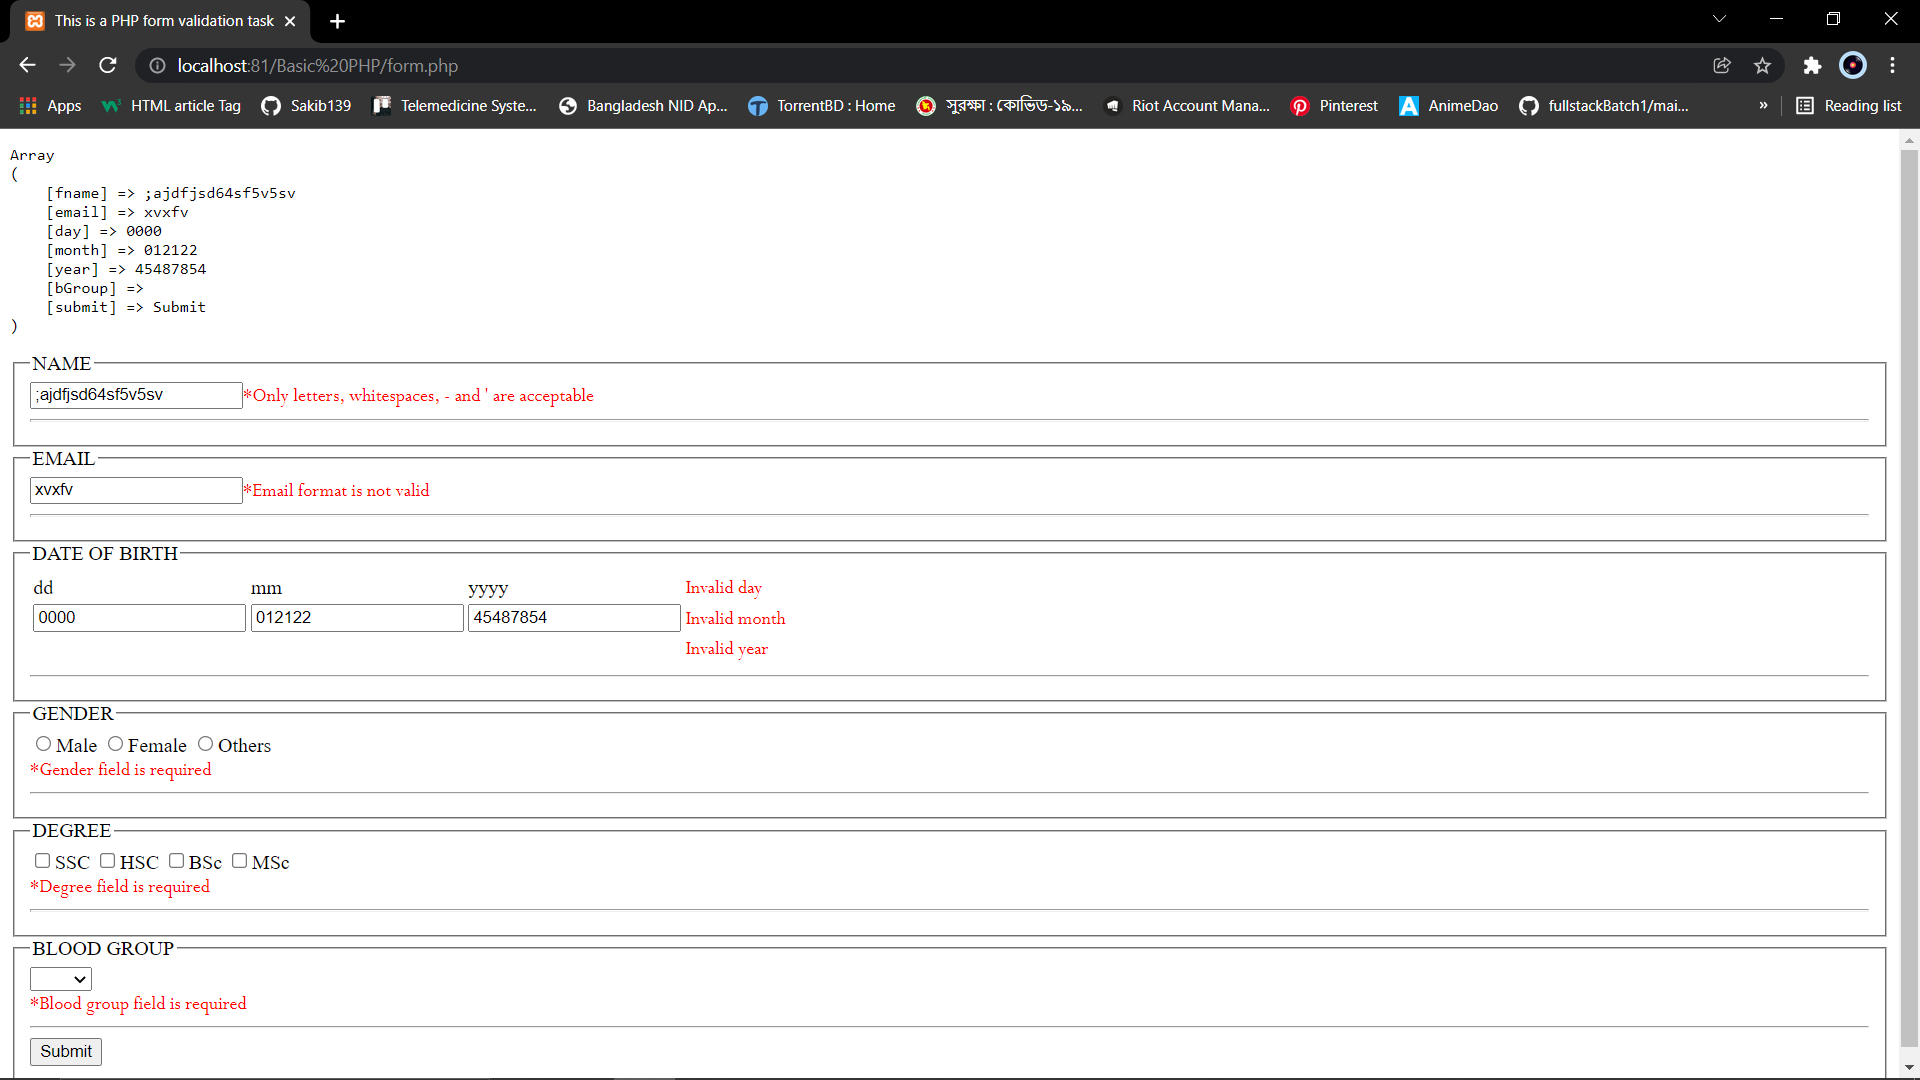 This is a PHP form validation task
localhost:81/Basic%20PHP/form.php
Apps HTML article Tag Sakib139 Telemedicine Syste... Bangladesh NID Ap... TorrentBD : Home সুরক্ষা : কোভিড-১৯... Riot Account Mana... Pinterest AnimeDao fullstackBatch1/mai... » Reading list
Array
(
[fname] => ;ajdfjsd64sf5v5sv
[email] => xvxfv
[day] => 0000
[month] => 012122
[year] => 45487854
[bGroup] =>
[submit] => Submit
)
NAME
;ajdfjsd64sf5v5sv *Only letters, whitespaces, - and ' are acceptable
EMAIL
xvxfv *Email format is not valid
DATE OF BIRTH
dd mm yyyy Invalid day
0000 012122 45487854 Invalid month
Invalid year
GENDER
Male Female Others
*Gender field is required
DEGREE
SSC HSC BSc MSc
*Degree field is required
BLOOD GROUP
*Blood group field is required
Submit